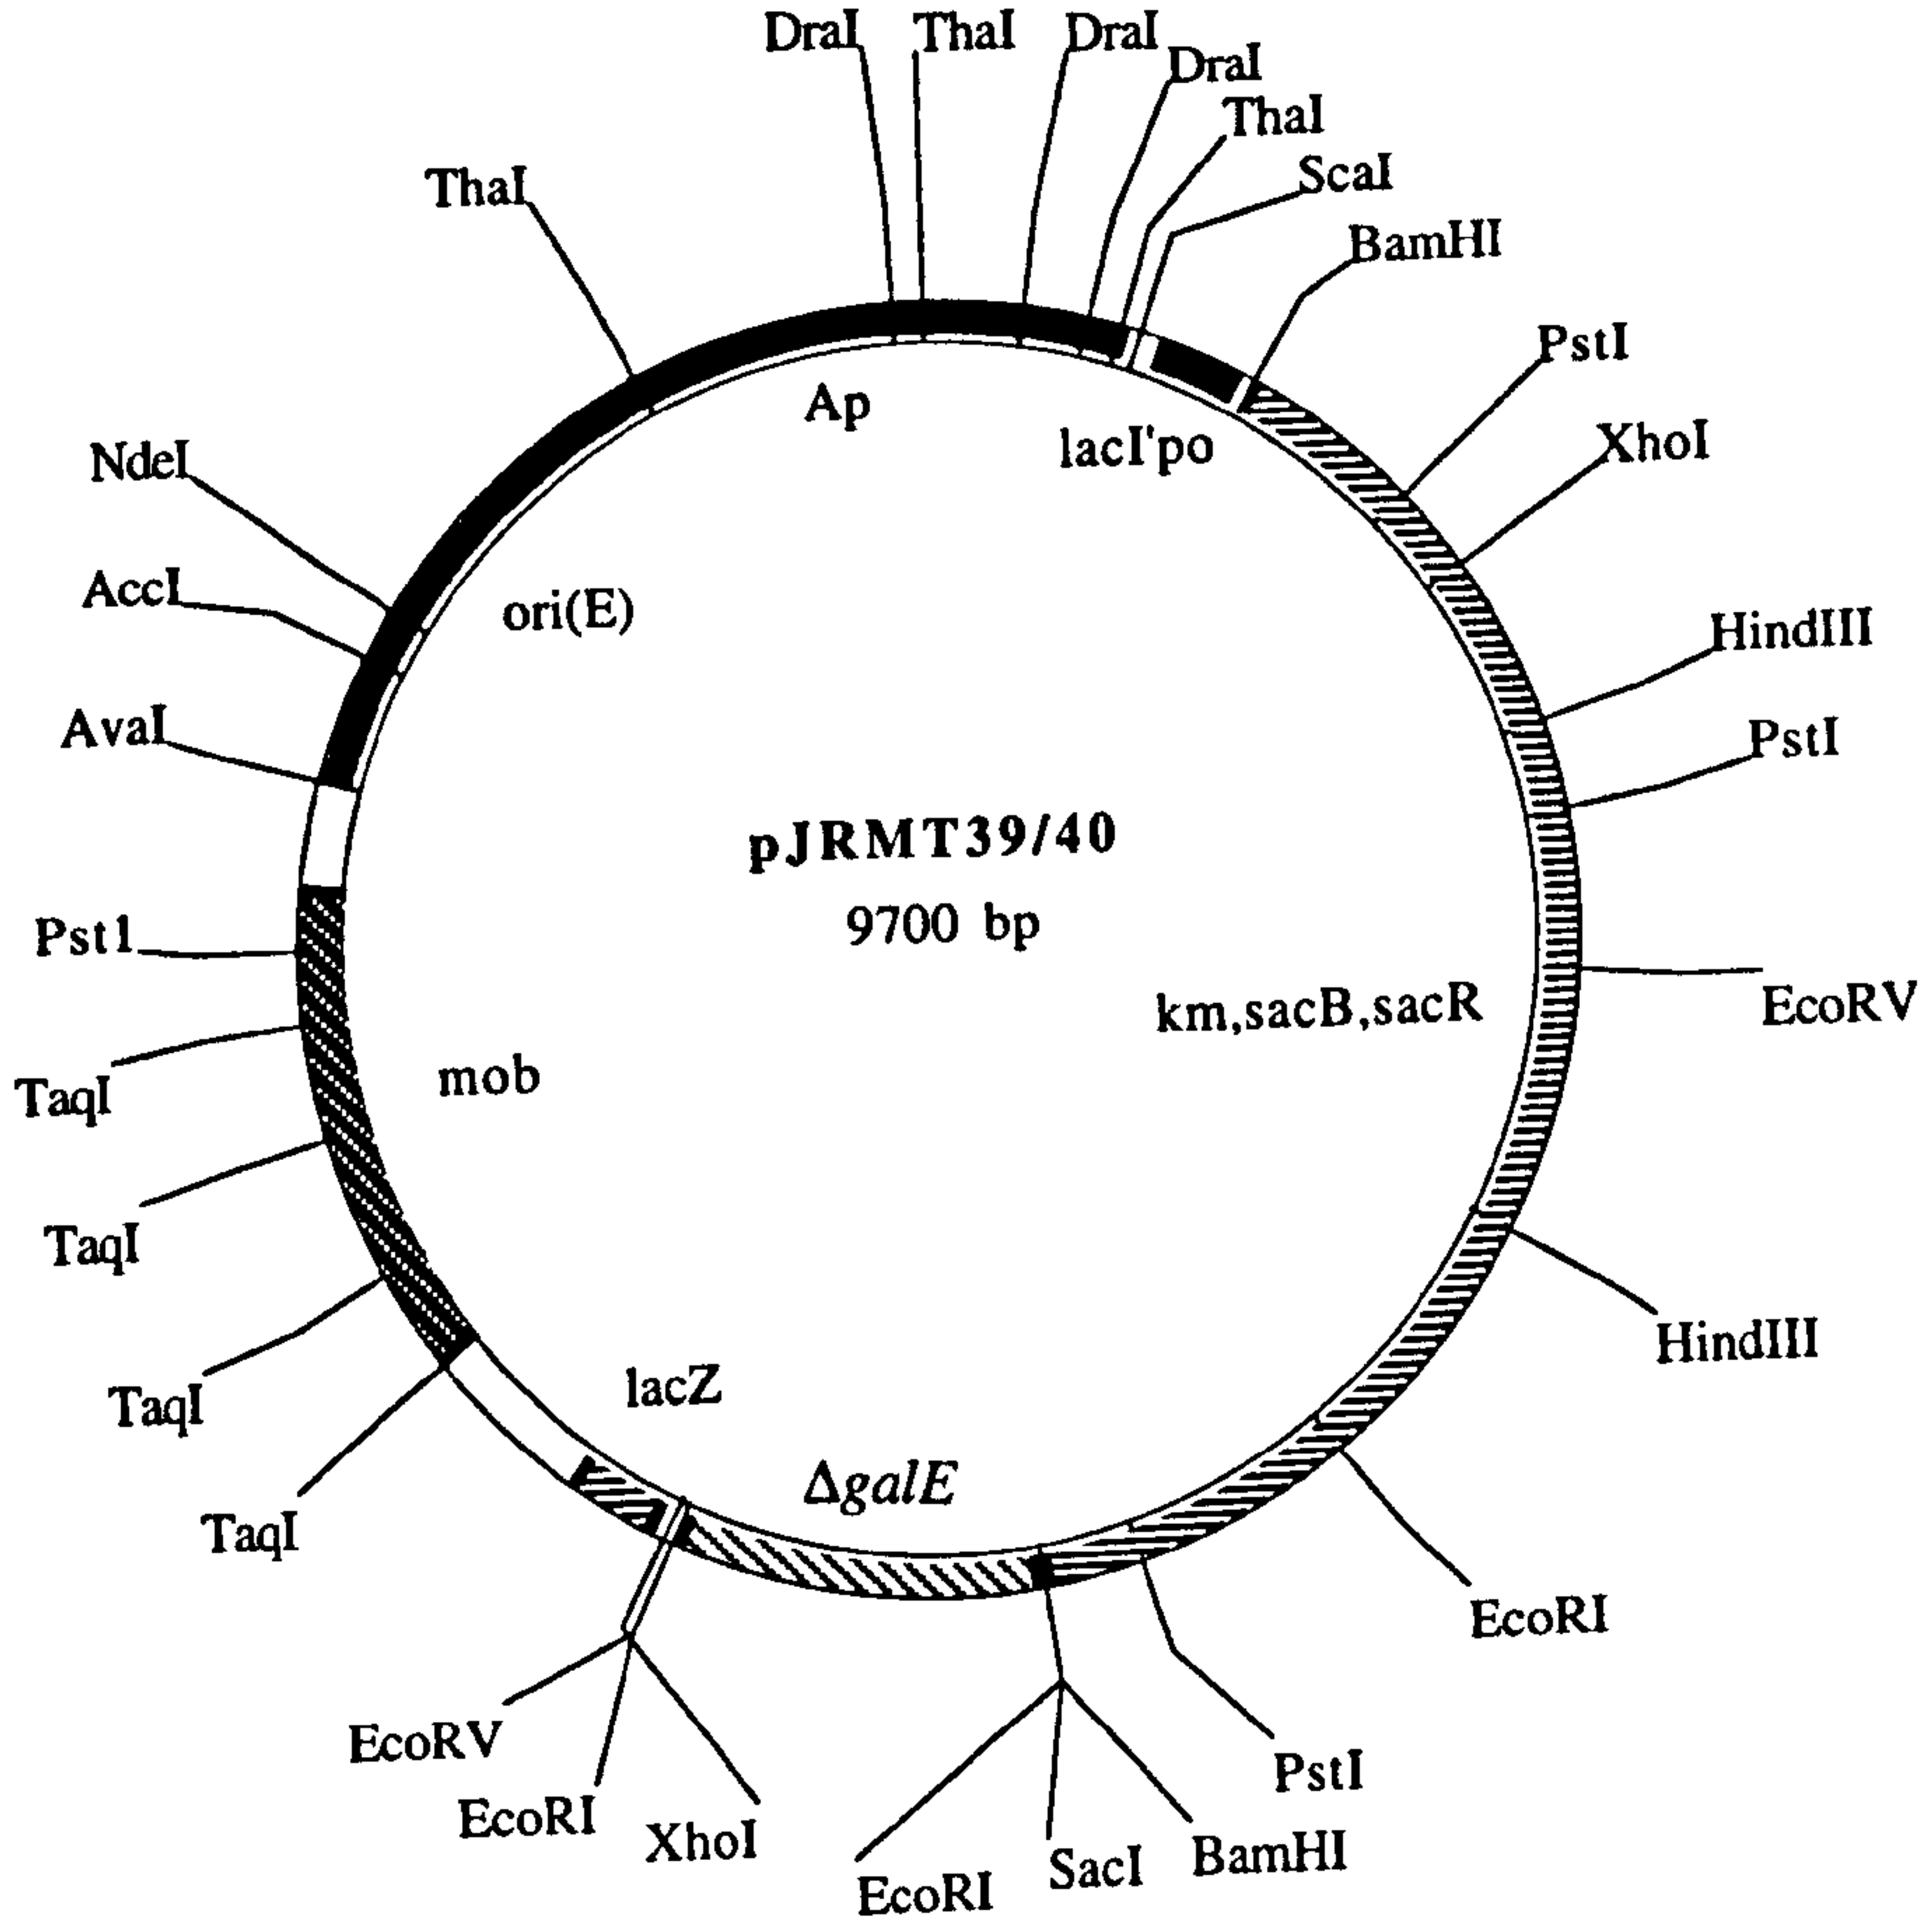 DraI
ThaI
DraI
DraI
ThaI
ScaI
BamHI
ThaI
PstI
XhoI
NdeI
AccI
AvaI
Ap
lacI'po
ori(E)
HindIII
PstI
pJRMT39/40
9700 bp
Pst1
km,sacB,sacR
EcoRV
mob
TaqI
TaqI
HindIII
TaqI
lacZ
ΔgalE
TaqI
EcoRI
EcoRV
EcoRI
XhoI
PstI
EcoRI
SacI
BamHI